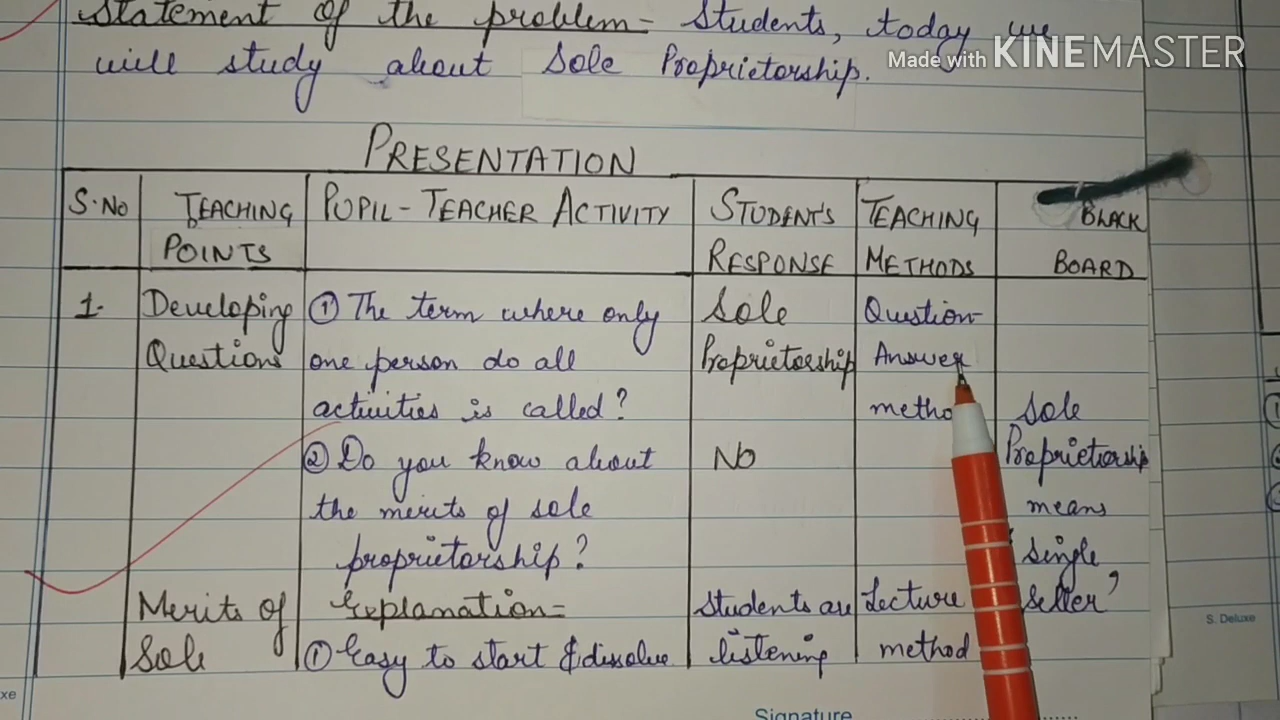 Statement of the problem- Students, today we
will study about Sole Proprietorship.
Made with KINEMASTER
PRESENTATION
S.No
TEACHING
POINTS
PUPIL-TEACHER ACTIVITY
STUDENT'S
RESPONSE
TEACHING
METHODS
BLACK
BOARD
1.
Developing
Questions
① The term where only
one person do all
activities is called?
② Do you know about
the merits of sole
proprietorship?
Sole
Proprietorship
No
Question-
Answer
metho
Sole
Proprietorship
means
'Single
Seller'
Merits of
Sole
Explanation=
① Easy to start & dissolve
Students are
listening
Lecture
method
S. Deluxe
xe
Signature